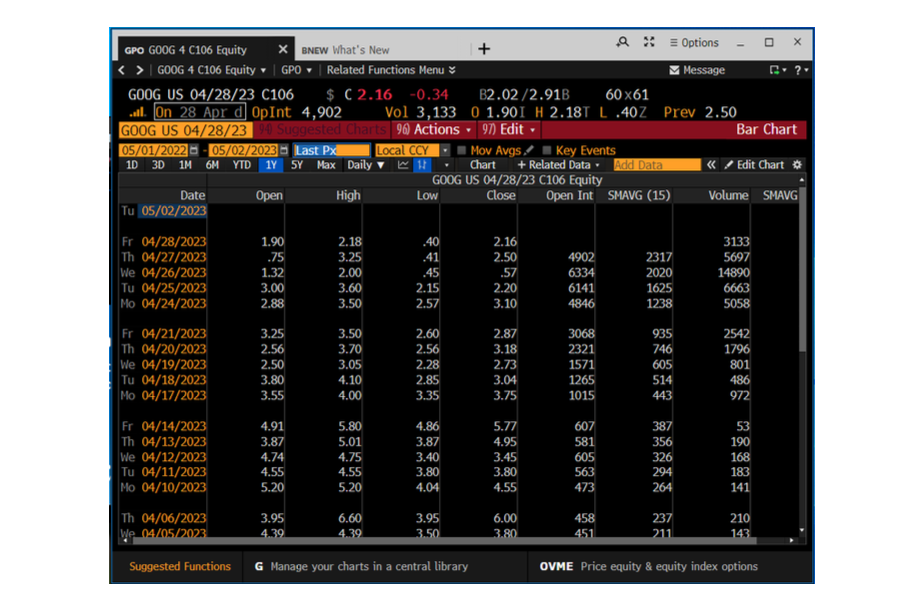 GPO GOOG 4 C106 Equity × BNEW What's New + Options
< > GOOG 4 C106 Equity GPO Related Functions Menu Message ?
GOOG US 04/28/23 C106 $ C 2.16 -0.34 B2.02/2.91B 60x61
On 28 Apr d OpInt 4,902 Vol 3,133 O 1.90I H 2.18T L .40Z Prev 2.50
GOOG US 04/28/23 96) Suggested Charts 96) Actions 97) Edit Bar Chart
05/01/2022 - 05/02/2023 Last Px Local CCY Mov Avgs Key Events
1D 3D 1M 6M YTD 1Y 5Y Max Daily Chart + Related Data Add Data « Edit Chart
GOOG US 04/28/23 C106 Equity
Date Open High Low Close Open Int SMAVG (15) Volume SMAVG
Tu 05/02/2023
Fr 04/28/2023 1.90 2.18 .40 2.16 3133
Th 04/27/2023 .75 3.25 .41 2.50 4902 2317 5697
We 04/26/2023 1.32 2.00 .45 .57 6334 2020 14890
Tu 04/25/2023 3.00 3.60 2.15 2.20 6141 1625 6663
Mo 04/24/2023 2.88 3.50 2.57 3.10 4846 1238 5058
Fr 04/21/2023 3.25 3.50 2.60 2.87 3068 935 2542
Th 04/20/2023 2.56 3.70 2.56 3.18 2321 746 1796
We 04/19/2023 2.50 3.05 2.28 2.73 1571 605 801
Tu 04/18/2023 3.80 4.10 2.85 3.04 1265 514 486
Mo 04/17/2023 3.55 4.00 3.35 3.75 1015 443 972
Fr 04/14/2023 4.91 5.80 4.86 5.77 607 387 53
Th 04/13/2023 3.87 5.01 3.87 4.95 581 356 190
We 04/12/2023 4.74 4.75 3.40 3.45 605 326 168
Tu 04/11/2023 4.55 4.55 3.80 3.80 563 294 183
Mo 04/10/2023 5.20 5.20 4.04 4.55 473 264 141
Th 04/06/2023 3.95 6.60 3.95 6.00 458 237 210
We 04/05/2023 4.39 4.39 3.50 3.80 451 211 143
Suggested Functions G Manage your charts in a central library OVME Price equity & equity index options